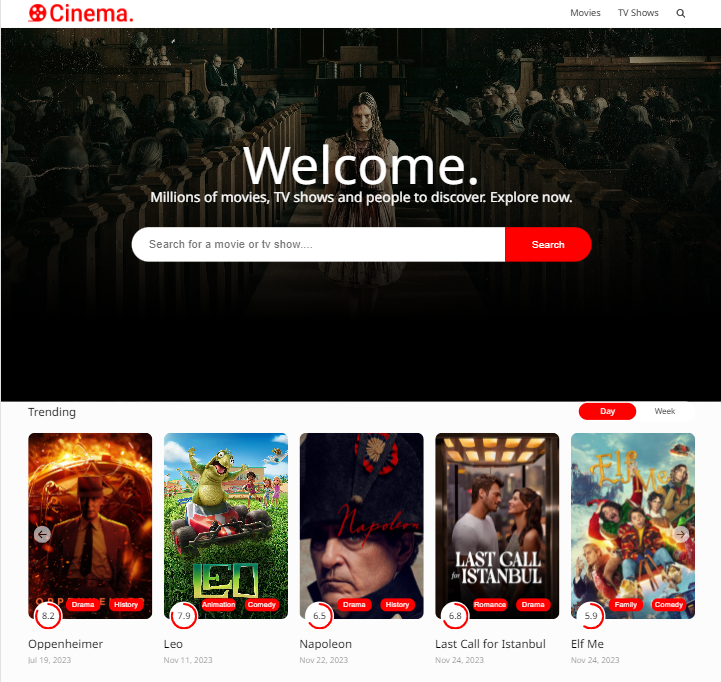 Cinema.
Movies TV Shows
Welcome.
Millions of movies, TV shows and people to discover. Explore now.
Search for a movie or tv show.... Search
Trending Day Week
OPPENHEIMER
LEO
Napoleon
LAST CALL
for ISTANBUL
Elf Me
8.2 Drama History
7.9 Animation Comedy
6.5 Drama History
6.8 Romance Drama
5.9 Family Comedy
Oppenheimer Leo Napoleon Last Call for Istanbul Elf Me
Jul 19, 2023 Nov 11, 2023 Nov 22, 2023 Nov 24, 2023 Nov 24, 2023